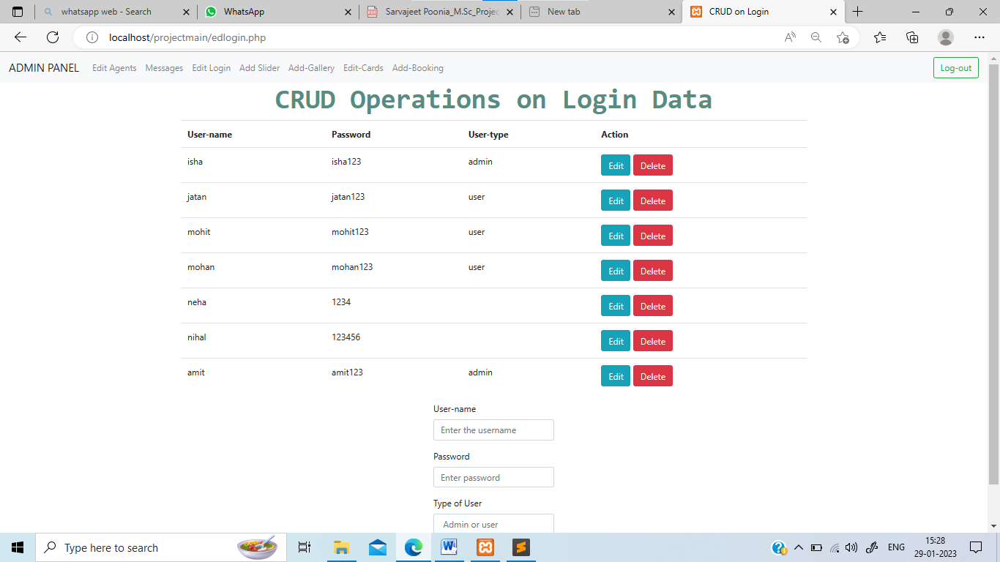 whatsapp web - Search WhatsApp Sarvajeet Poonia_M.Sc_Projec New tab CRUD on Login
localhost/projectmain/edlogin.php
ADMIN PANEL Edit Agents Messages Edit Login Add Slider Add-Gallery Edit-Cards Add-Booking Log-out
CRUD Operations on Login Data
User-name Password User-type Action
isha isha123 admin Edit Delete
jatan jatan123 user Edit Delete
mohit mohit123 user Edit Delete
mohan mohan123 user Edit Delete
neha 1234 Edit Delete
nihal 123456 Edit Delete
amit amit123 admin Edit Delete
User-name
Enter the username
Password
Enter password
Type of User
Admin or user
Type here to search ENG 15:28
29-01-2023